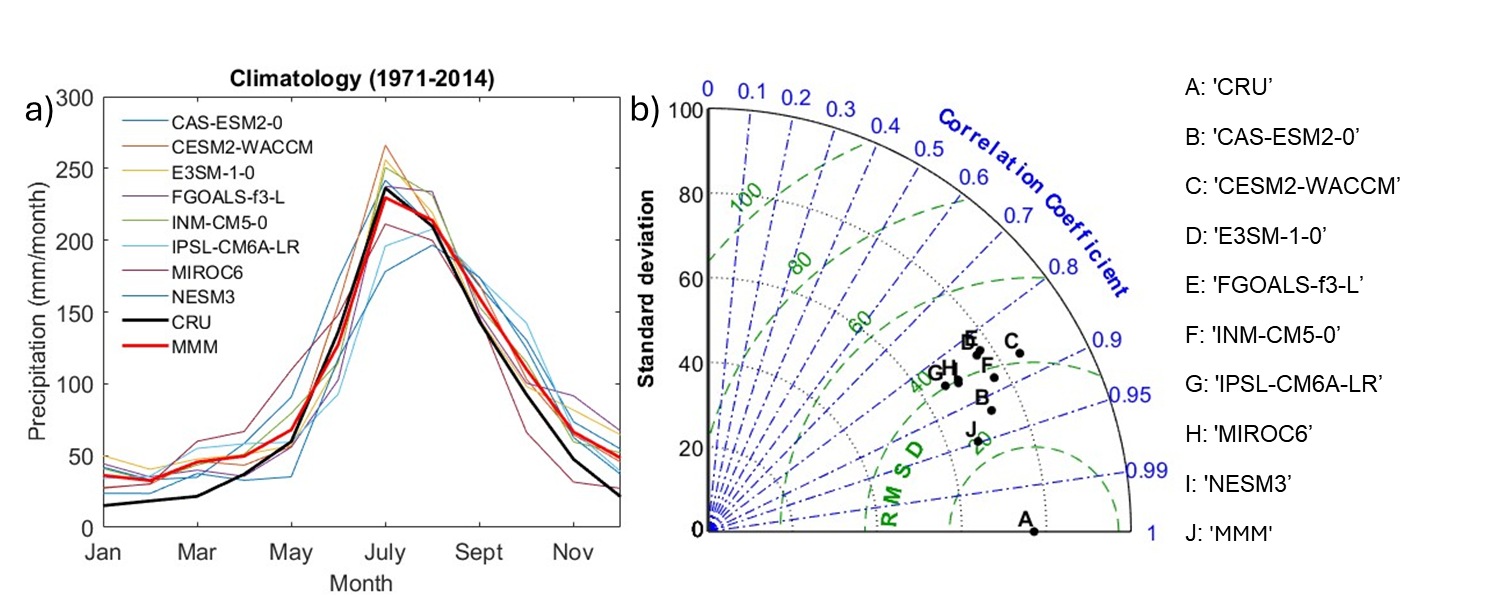 a)
Climatology (1971-2014)
300
250
200
150
100
50
0
Precipitation (mm/month)
CAS-ESM2-0
CESM2-WACCM
E3SM-1-0
FGOALS-f3-L
INM-CM5-0
IPSL-CM6A-LR
MIROC6
NESM3
CRU
MMM
Jan Mar May July Sept Nov
Month
b)
Standard deviation
100
80
60
40
20
0
0 0.1 0.2 0.3 0.4 0.5 0.6 0.7 0.8 0.9 0.95 0.99 1
Correlation Coefficient
100
80
60
40
20
RMSD
E
D
C
F
G
H
I
B
J
A
A: 'CRU’
B: 'CAS-ESM2-0’
C: 'CESM2-WACCM’
D: 'E3SM-1-0’
E: 'FGOALS-f3-L’
F: 'INM-CM5-0’
G: 'IPSL-CM6A-LR’
H: 'MIROC6’
I: 'NESM3’
J: 'MMM'